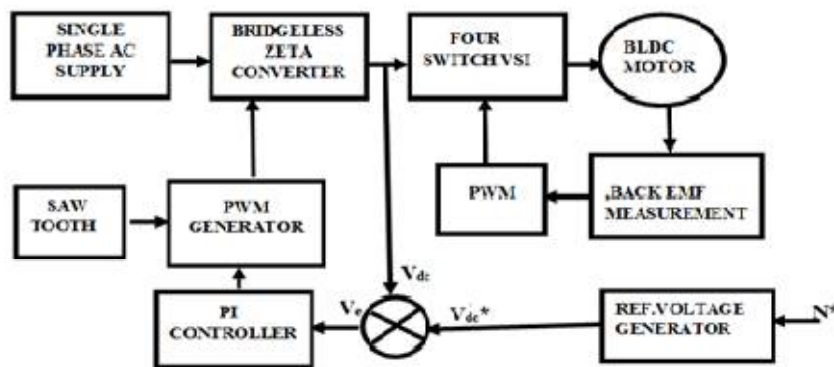 SINGLE
PHASE AC
SUPPLY
BRIDGELESS
ZETA
CONVERTER
FOUR
SWITCH VSI
BLDC
MOTOR
SAW
TOOTH
PWM
GENERATOR
PWM
,BACK EMF
MEASUREMENT
Vdc
PI
CONTROLLER
Ve
Vdc*
REF.VOLTAGE
GENERATOR
N*